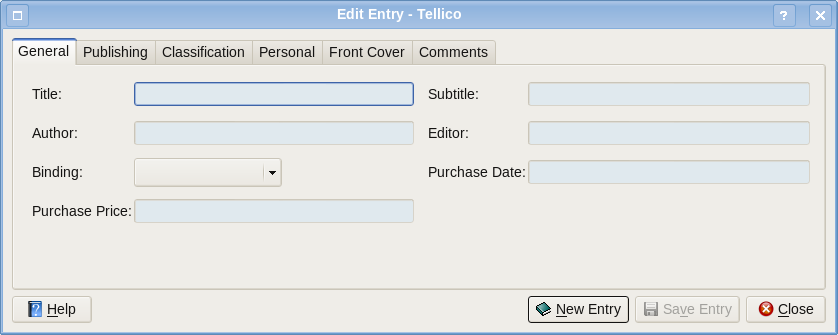 Edit Entry - Tellico
?
General Publishing Classification Personal Front Cover Comments
Title: Subtitle:
Author: Editor:
Binding: Purchase Date:
Purchase Price:
? Help New Entry Save Entry Close